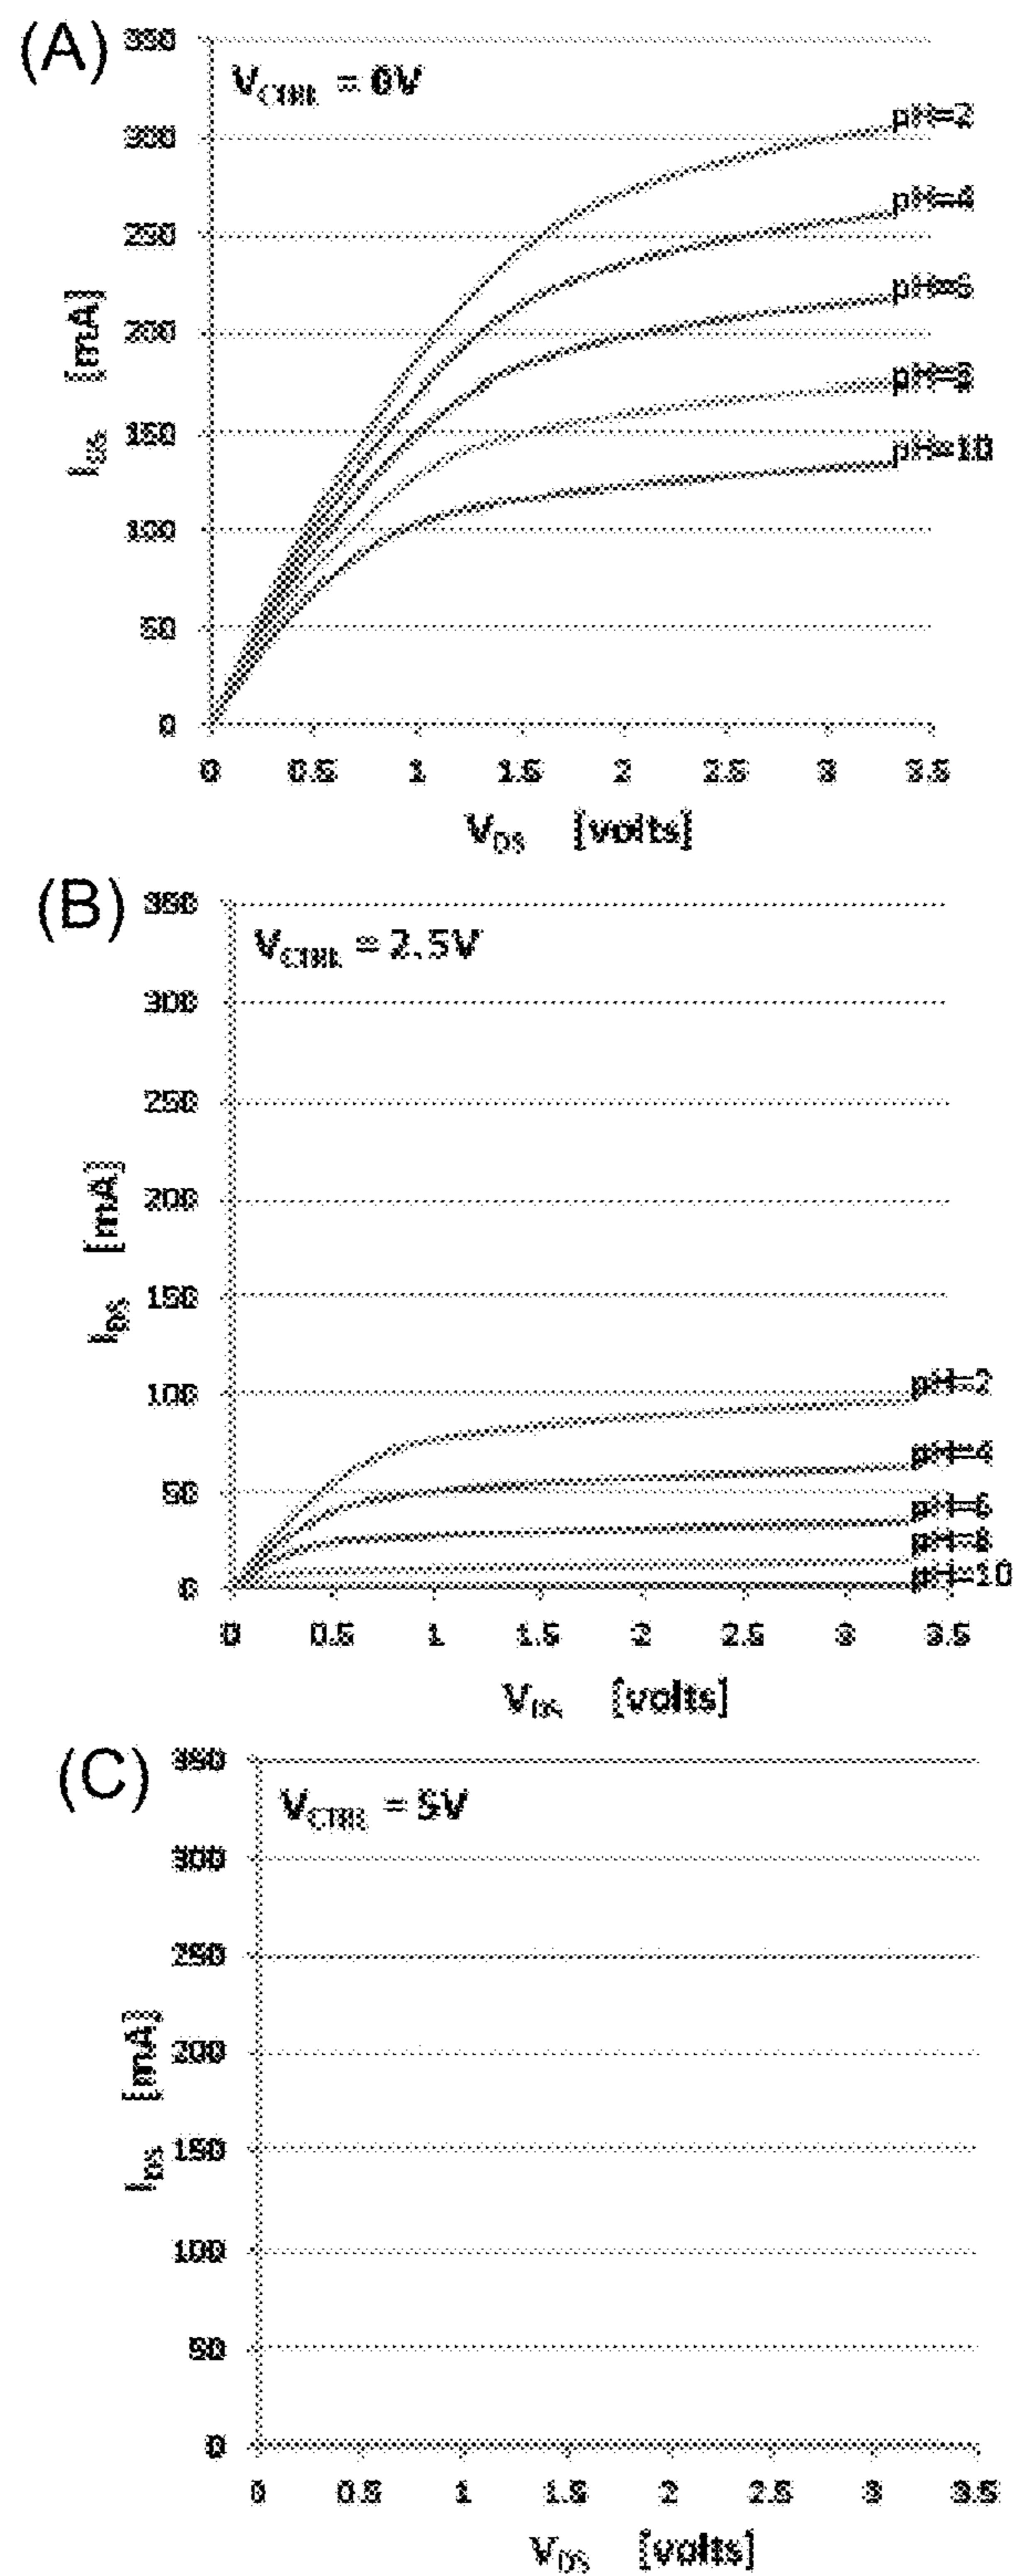 (A)
350
V_CTRL = 0V
300
250
200
150
100
50
0
pH=2
pH=4
pH=6
pH=8
pH=10
I_DS [mA]
0 0.5 1 1.5 2 2.5 3 3.5
V_DS [volts]
(B)
350
V_CTRL = 2.5V
300
250
200
150
100
50
0
pH=2
pH=4
pH=6
pH=8
pH=10
I_DS [mA]
0 0.5 1 1.5 2 2.5 3 3.5
V_DS [volts]
(C)
350
V_CTRL = 5V
300
250
200
150
100
50
0
I_DS [mA]
0 0.5 1 1.5 2 2.5 3 3.5
V_DS [volts]